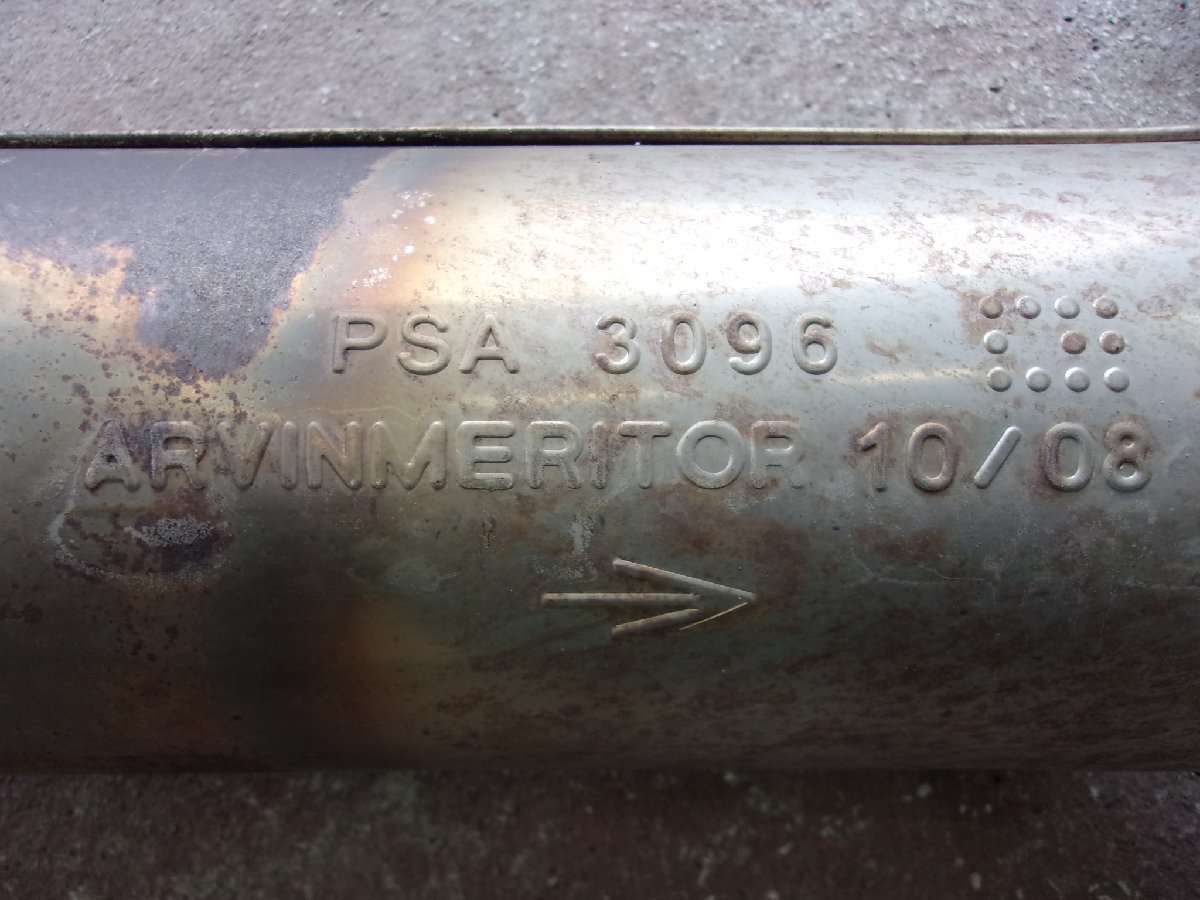 PSA 3096
ARVINMERITOR 10/08